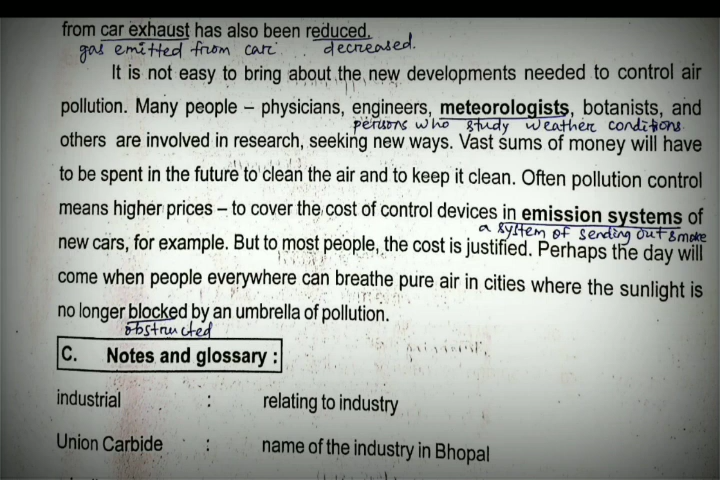 from car exhaust has also been reduced.
gas emitted from car. decreased.
It is not easy to bring about the new developments needed to control air
pollution. Many people – physicians, engineers, meteorologists, botanists, and
persons who study weather conditions.
others are involved in research, seeking new ways. Vast sums of money will have
to be spent in the future to clean the air and to keep it clean. Often pollution control
means higher prices – to cover the cost of control devices in emission systems of
a system of sending out smoke
new cars, for example. But to most people, the cost is justified. Perhaps the day will
come when people everywhere can breathe pure air in cities where the sunlight is
no longer blocked by an umbrella of pollution.
obstructed
C. Notes and glossary :
industrial : relating to industry
Union Carbide : name of the industry in Bhopal